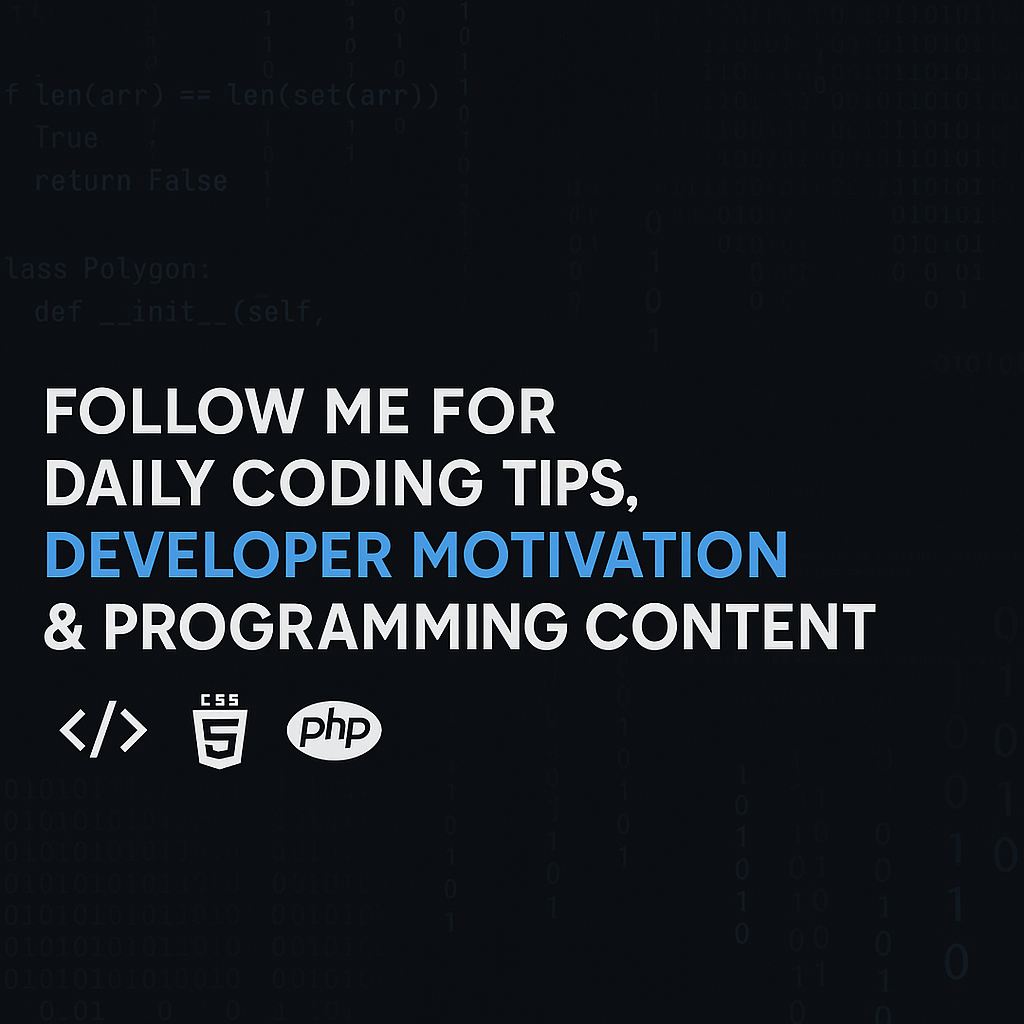 f len(arr) == len(set(arr))
True
return False
lass Polygon:
def __init__(self,
FOLLOW ME FOR
DAILY CODING TIPS,
DEVELOPER MOTIVATION
& PROGRAMMING CONTENT
</> CSS 5 php